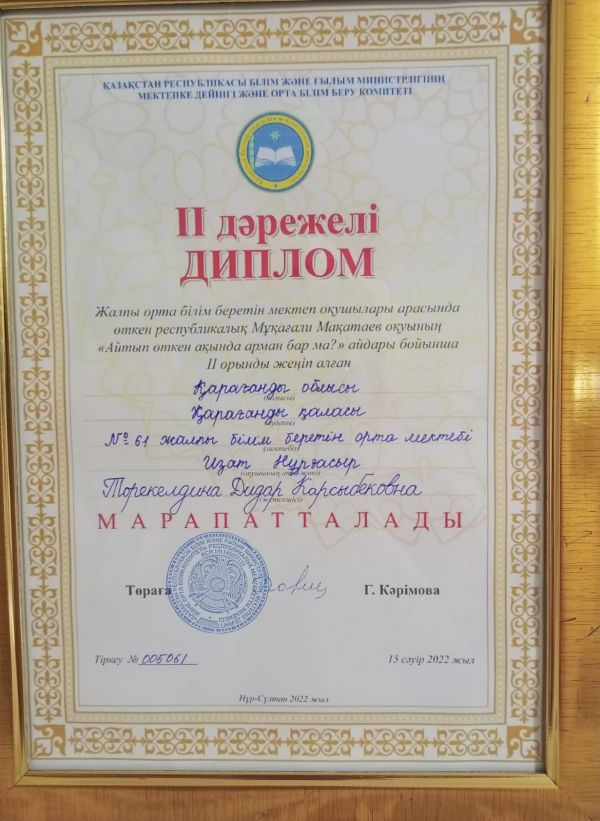 ҚАЗАҚСТАН РЕСПУБЛИКАСЫ БІЛІМ ЖӘНЕ ҒЫЛЫМ МИНИСТРЛІГІНІҢ
МЕКТЕПКЕ ДЕЙІНГІ ЖӘНЕ ОРТА БІЛІМ БЕРУ КОМИТЕТІ
II дәрежелі
ДИПЛОМ
Жалпы орта білім беретін мектеп оқушылары арасында
өткен республикалық Мұқағали Мақатаев оқуының
«Айтып өткен ақында арман бар ма?» айдары бойынша
II орынды жеңіп алған
Қарағанды облысы
(облысы)
Қарағанды қаласы
(ауданы)
№ 61 жалпы білім беретін орта мектебі
(мектебі)
Изат Нұрғасыр
(оқушының аты-жөні)
Торекелдина Дидар Карсыбековна
(жетекшісі)
МАРАПАТТАЛАДЫ
Төраға Г. Кәрімова
Тіркеу № 005061 15 сәуір 2022 жыл
Нұр-Сұлтан 2022 жыл